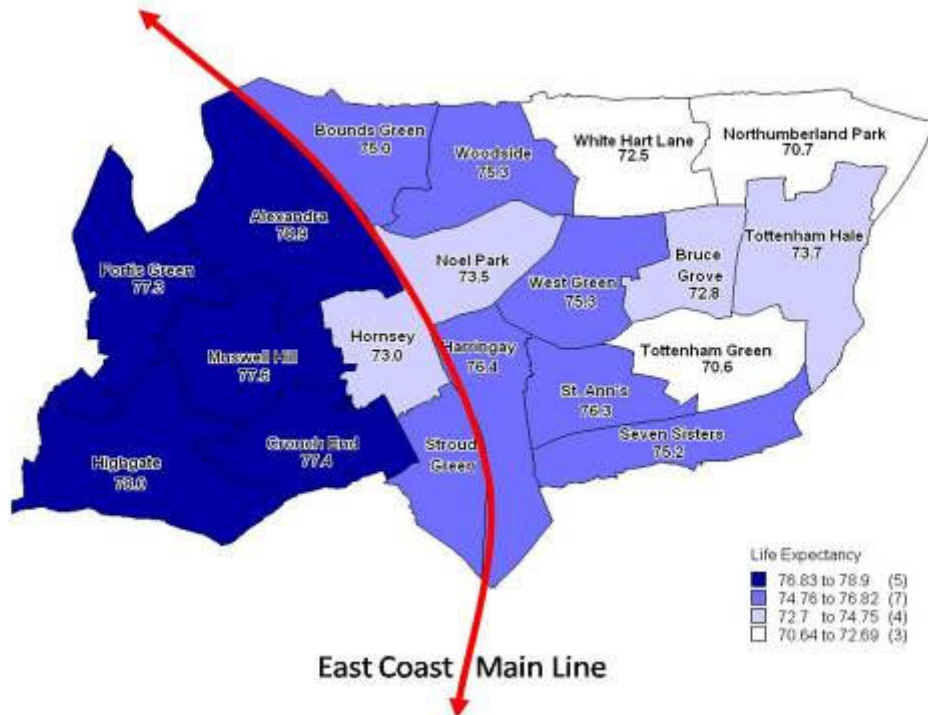 Bounds Green
75.0
Woodside
75.3
White Hart Lane
72.5
Northumberland Park
70.7
Alexandra
78.9
Fortis Green
77.2
Noel Park
73.5
West Green
75.3
Bruce
Grove
72.8
Tottenham Hale
73.7
Muswell Hill
77.6
Hornsey
73.0
Harringay
76.4
Tottenham Green
70.6
St. Ann's
76.3
Highgate
78.0
Crouch End
77.4
Stroud
Green
Seven Sisters
75.2
Life Expectancy
76.83 to 78.9 (5)
74.76 to 76.82 (7)
72.7 to 74.75 (4)
70.64 to 72.69 (3)
East Coast Main Line